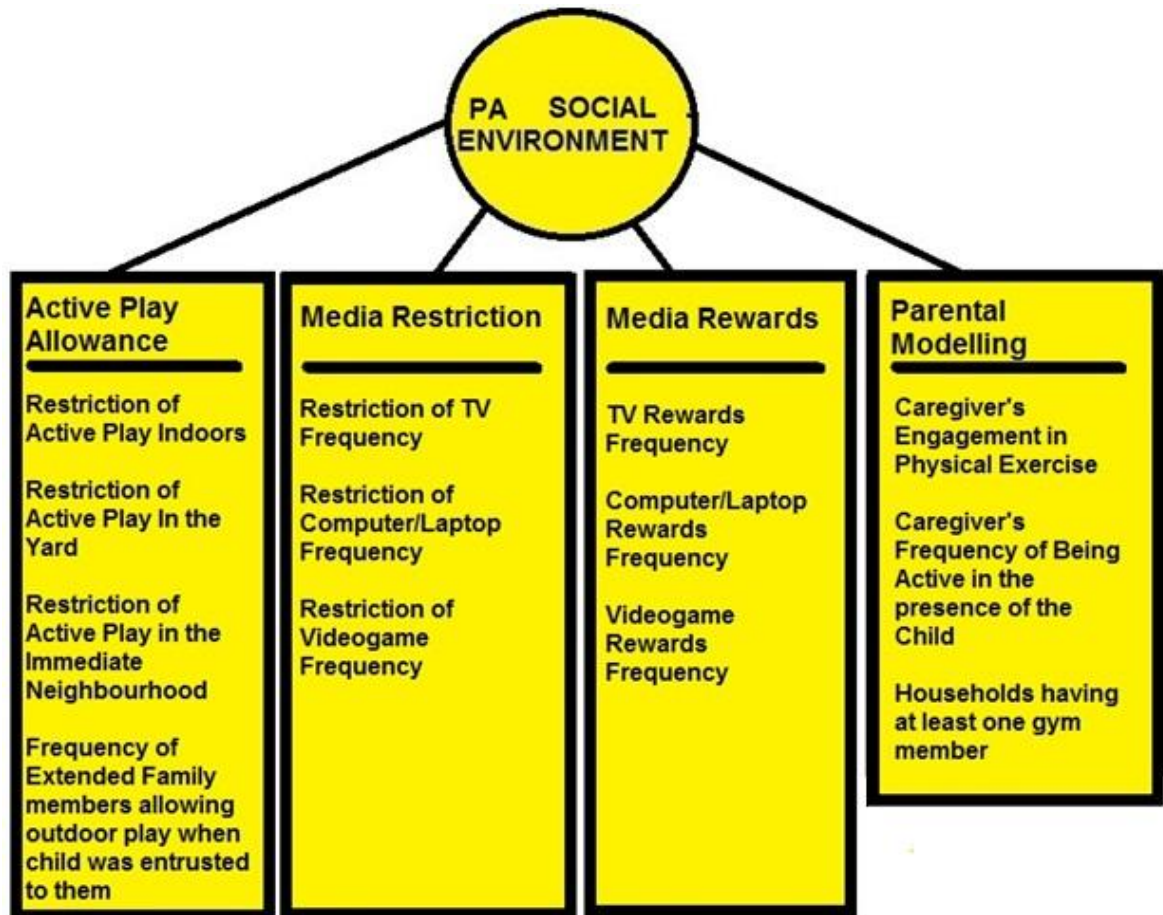 PA SOCIAL
ENVIRONMENT
Active Play
Allowance
Restriction of
Active Play Indoors
Restriction of
Active Play In the
Yard
Restriction of
Active Play in the
Immediate
Neighbourhood
Frequency of
Extended Family
members allowing
outdoor play when
child was entrusted
to them
Media Restriction
Restriction of TV
Frequency
Restriction of
Computer/Laptop
Frequency
Restriction of
Videogame
Frequency
Media Rewards
TV Rewards
Frequency
Computer/Laptop
Rewards
Frequency
Videogame
Rewards
Frequency
Parental
Modelling
Caregiver's
Engagement in
Physical Exercise
Caregiver's
Frequency of Being
Active in the
presence of the
Child
Households having
at least one gym
member